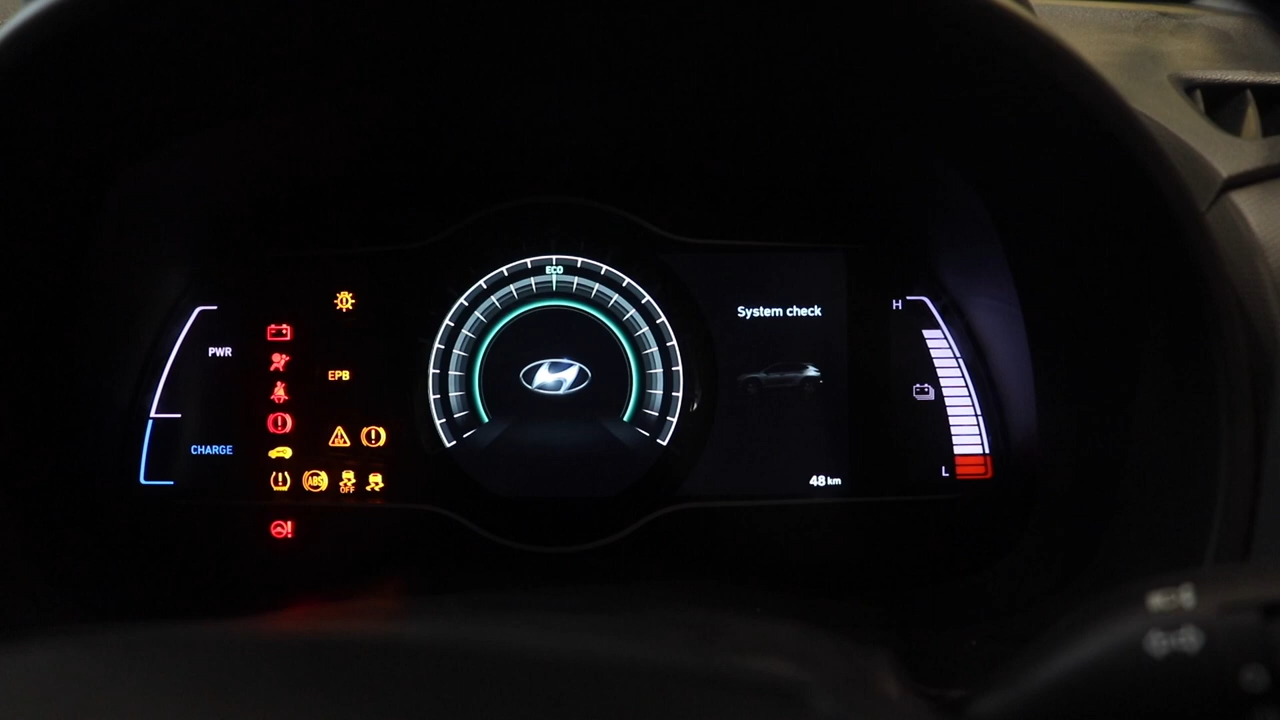 ECO
System check
H
PWR
EPB
CHARGE
L
ABS
OFF
48 km